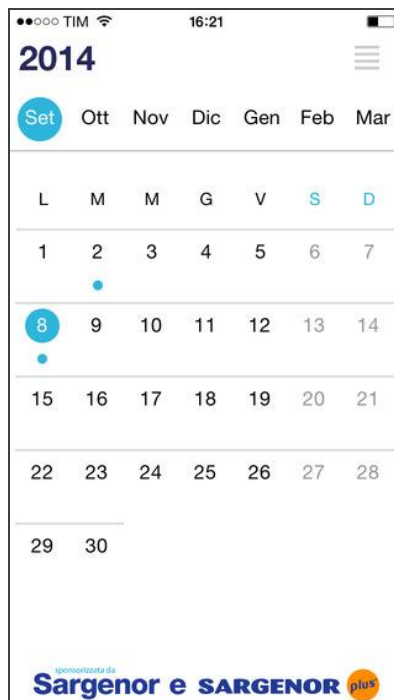 TIM 16:21
2014
Set Ott Nov Dic Gen Feb Mar
L M M G V S D
1 2 3 4 5 6 7
8 9 10 11 12 13 14
15 16 17 18 19 20 21
22 23 24 25 26 27 28
29 30
sponsorizzata da
Sargenor e SARGENOR plus